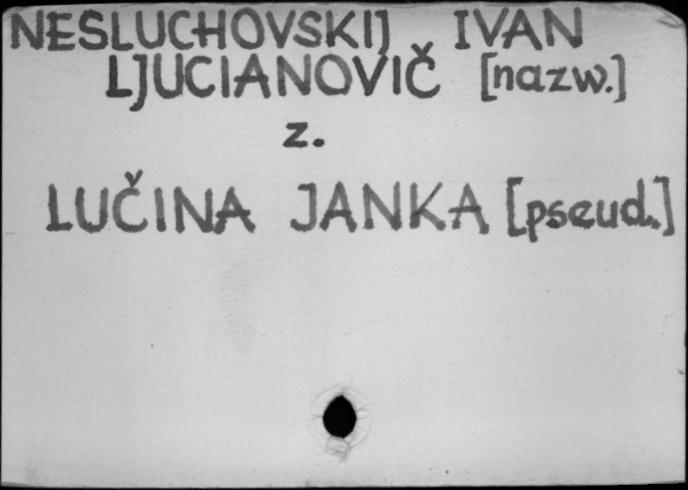 NESLUCHOVSKIJ IVAN
LJUCIANOVIČ [nazw.]
z.
LUČINA JANKA [pseud.]